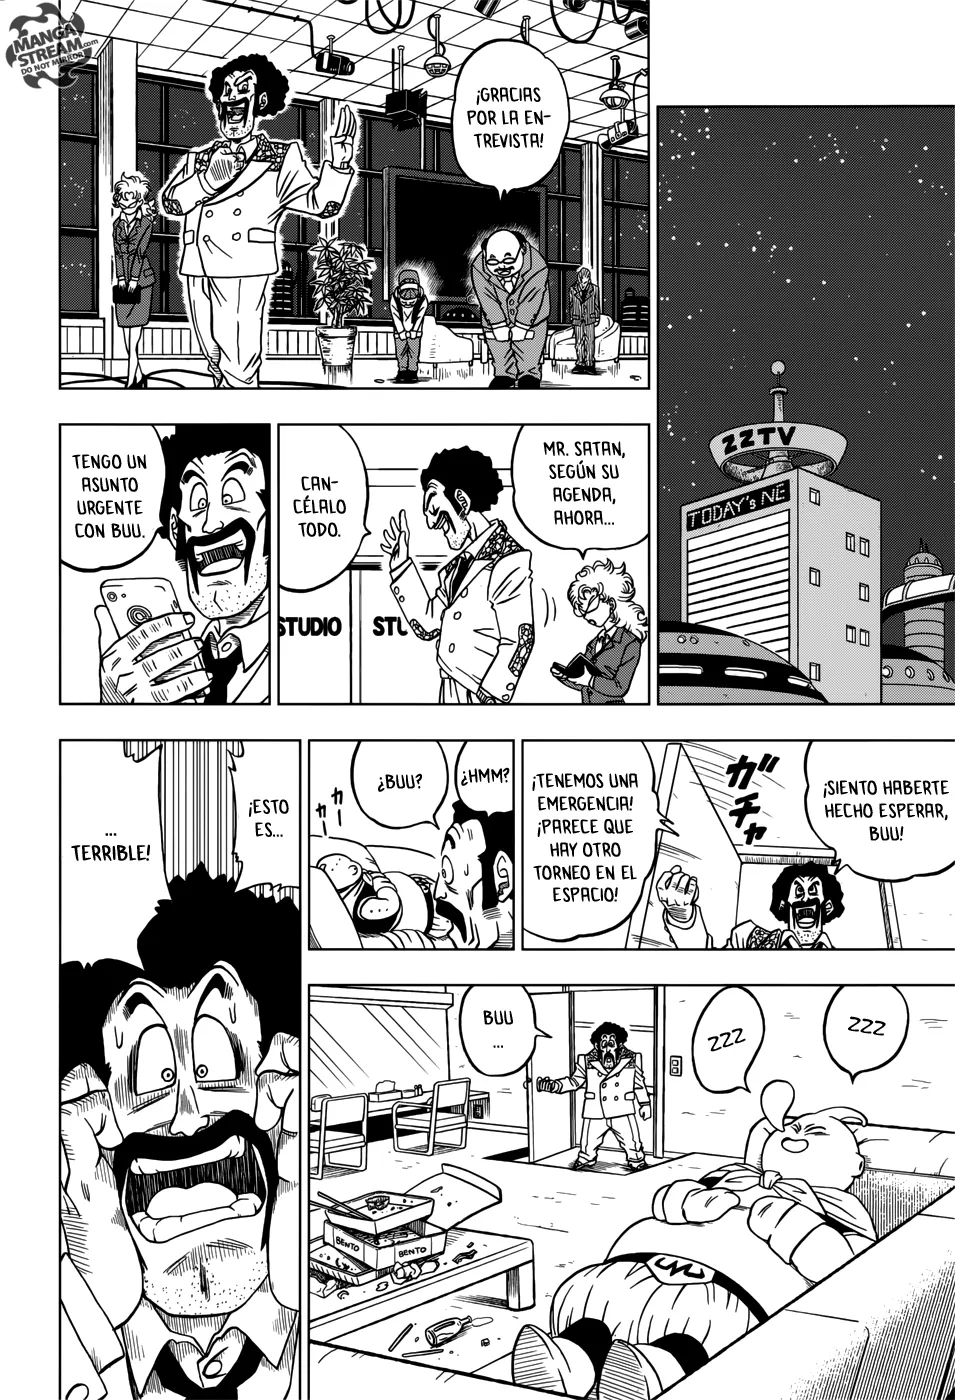 MANGA
STREAM.com
DO NOT MIRROR
ZZTV
TODAY's NE
¡GRACIAS
POR LA EN-
TREVISTA!
MR. SATAN,
SEGÚN SU
AGENDA,
AHORA...
CAN-
CÉLALO
TODO.
STUDIO
STU
TENGO UN
ASUNTO
URGENTE
CON BUU.
¡SIENTO HABERTE
HECHO ESPERAR,
BUU!
ガチャ
¡TENEMOS UNA
EMERGENCIA!
¡PARECE QUE
HAY OTRO
TORNEO EN EL
ESPACIO!
¿HMM?
¿BUU?
カー
カー
¡ESTO
ES...
...
TERRIBLE!
ZZZ
ZZZ
BUU
...
BENTO
BENTO